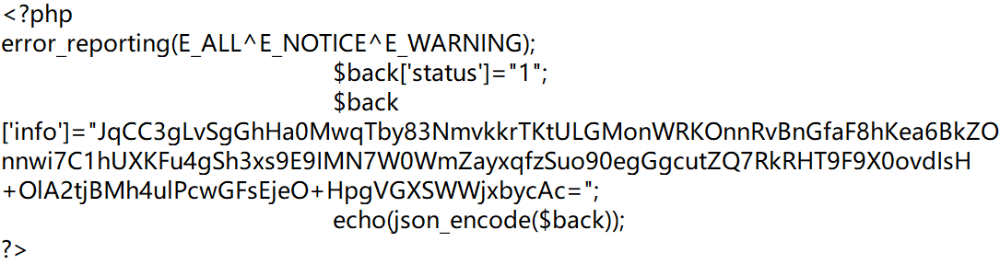 <?php
error_reporting(E_ALL^E_NOTICE^E_WARNING);
$back['status']="1";
$back
['info']="JqCC3gLvSgGhHa0MwqTby83NmvkkrTKtULGMonWRKOnnRvBnGfaF8hKea6BkZO
nnwi7C1hUXKFu4gSh3xs9E9IMN7W0WmZayxqfzSuo90egGgcutZQ7RkRHT9F9X0ovdIsH
+OlA2tjBMh4ulPcwGFsEjeO+HpgVGXSWWjxbycAc=";
echo(json_encode($back));
?>